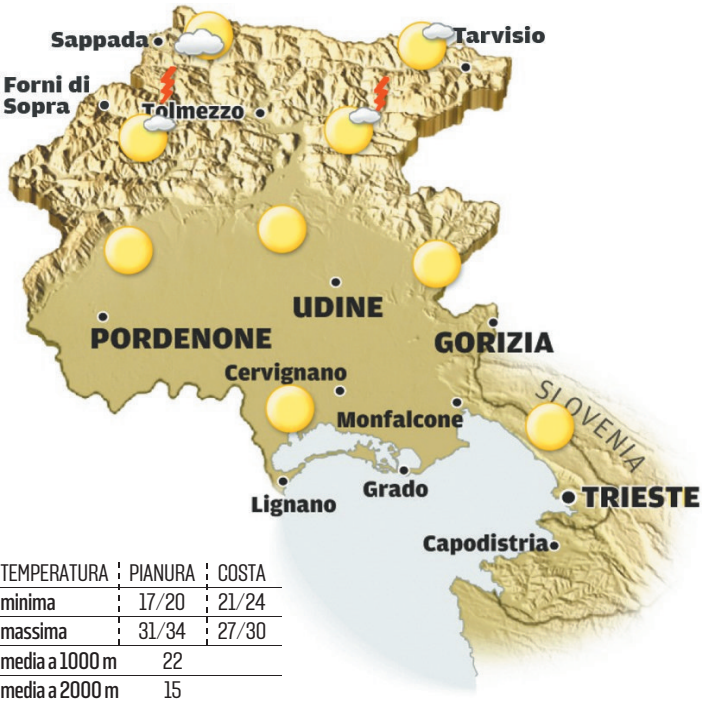 Sappada
Tarvisio
Forni di
Sopra
Tolmezzo
UDINE
PORDENONE
GORIZIA
Cervignano
SLOVENIA
Monfalcone
Grado
Lignano
TRIESTE
Capodistria
TEMPERATURA PIANURA COSTA
minima 17/20 21/24
massima 31/34 27/30
media a 1000 m 22
media a 2000 m 15